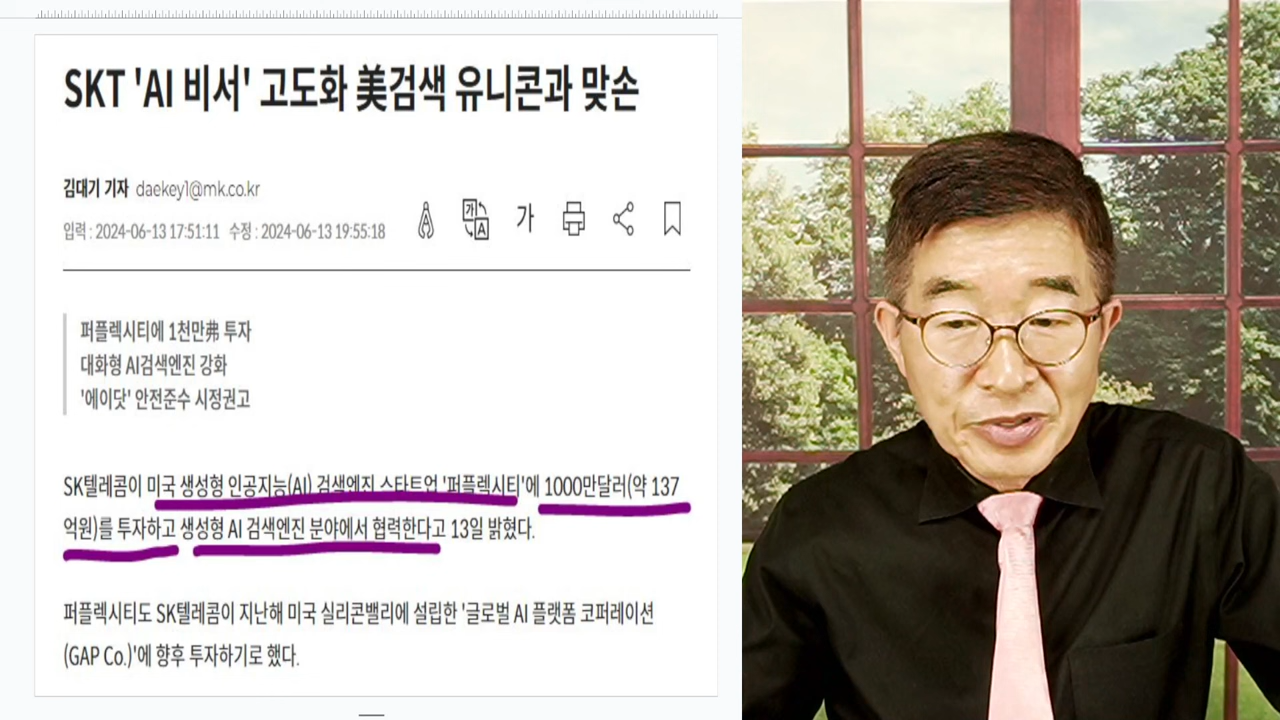 SKT 'AI 비서' 고도화 美검색 유니콘과 맞손
김대기 기자 daekey1@mk.co.kr
입력 : 2024-06-13 17:51:11 수정 : 2024-06-13 19:55:18
가
A
가
퍼플렉시티에 1천만弗 투자
대화형 AI검색엔진 강화
'에이닷' 안전준수 시정권고
SK텔레콤이 미국 생성형 인공지능(AI) 검색엔진 스타트업 '퍼플렉시티'에 1000만달러(약 137
억원)를 투자하고 생성형 AI 검색엔진 분야에서 협력한다고 13일 밝혔다.
퍼플렉시티도 SK텔레콤이 지난해 미국 실리콘밸리에 설립한 '글로벌 AI 플랫폼 코퍼레이션
(GAP Co.)'에 향후 투자하기로 했다.